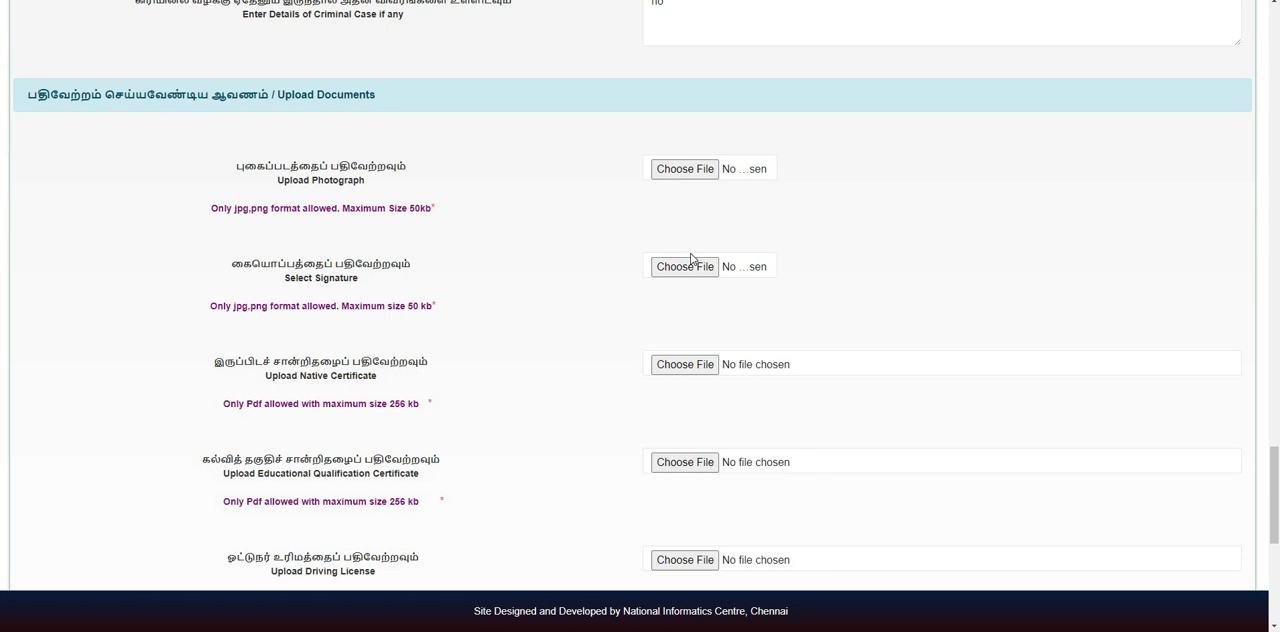 Enter Details of Criminal Case if any
no
பதிவேற்றம் செய்யவேண்டிய ஆவணம் / Upload Documents
புகைப்படத்தைப் பதிவேற்றவும்
Upload Photograph
Choose File No ...sen
Only jpg,png format allowed. Maximum Size 50kb*
கையொப்பத்தைப் பதிவேற்றவும்
Select Signature
Choose File No ...sen
Only jpg,png format allowed. Maximum size 50 kb*
இருப்பிடச் சான்றிதழைப் பதிவேற்றவும்
Upload Native Certificate
Choose File No file chosen
Only Pdf allowed with maximum size 256 kb *
கல்வித் தகுதிச் சான்றிதழைப் பதிவேற்றவும்
Upload Educational Qualification Certificate
Choose File No file chosen
Only Pdf allowed with maximum size 256 kb *
ஓட்டுநர் உரிமத்தைப் பதிவேற்றவும்
Upload Driving License
Choose File No file chosen
Site Designed and Developed by National Informatics Centre, Chennai